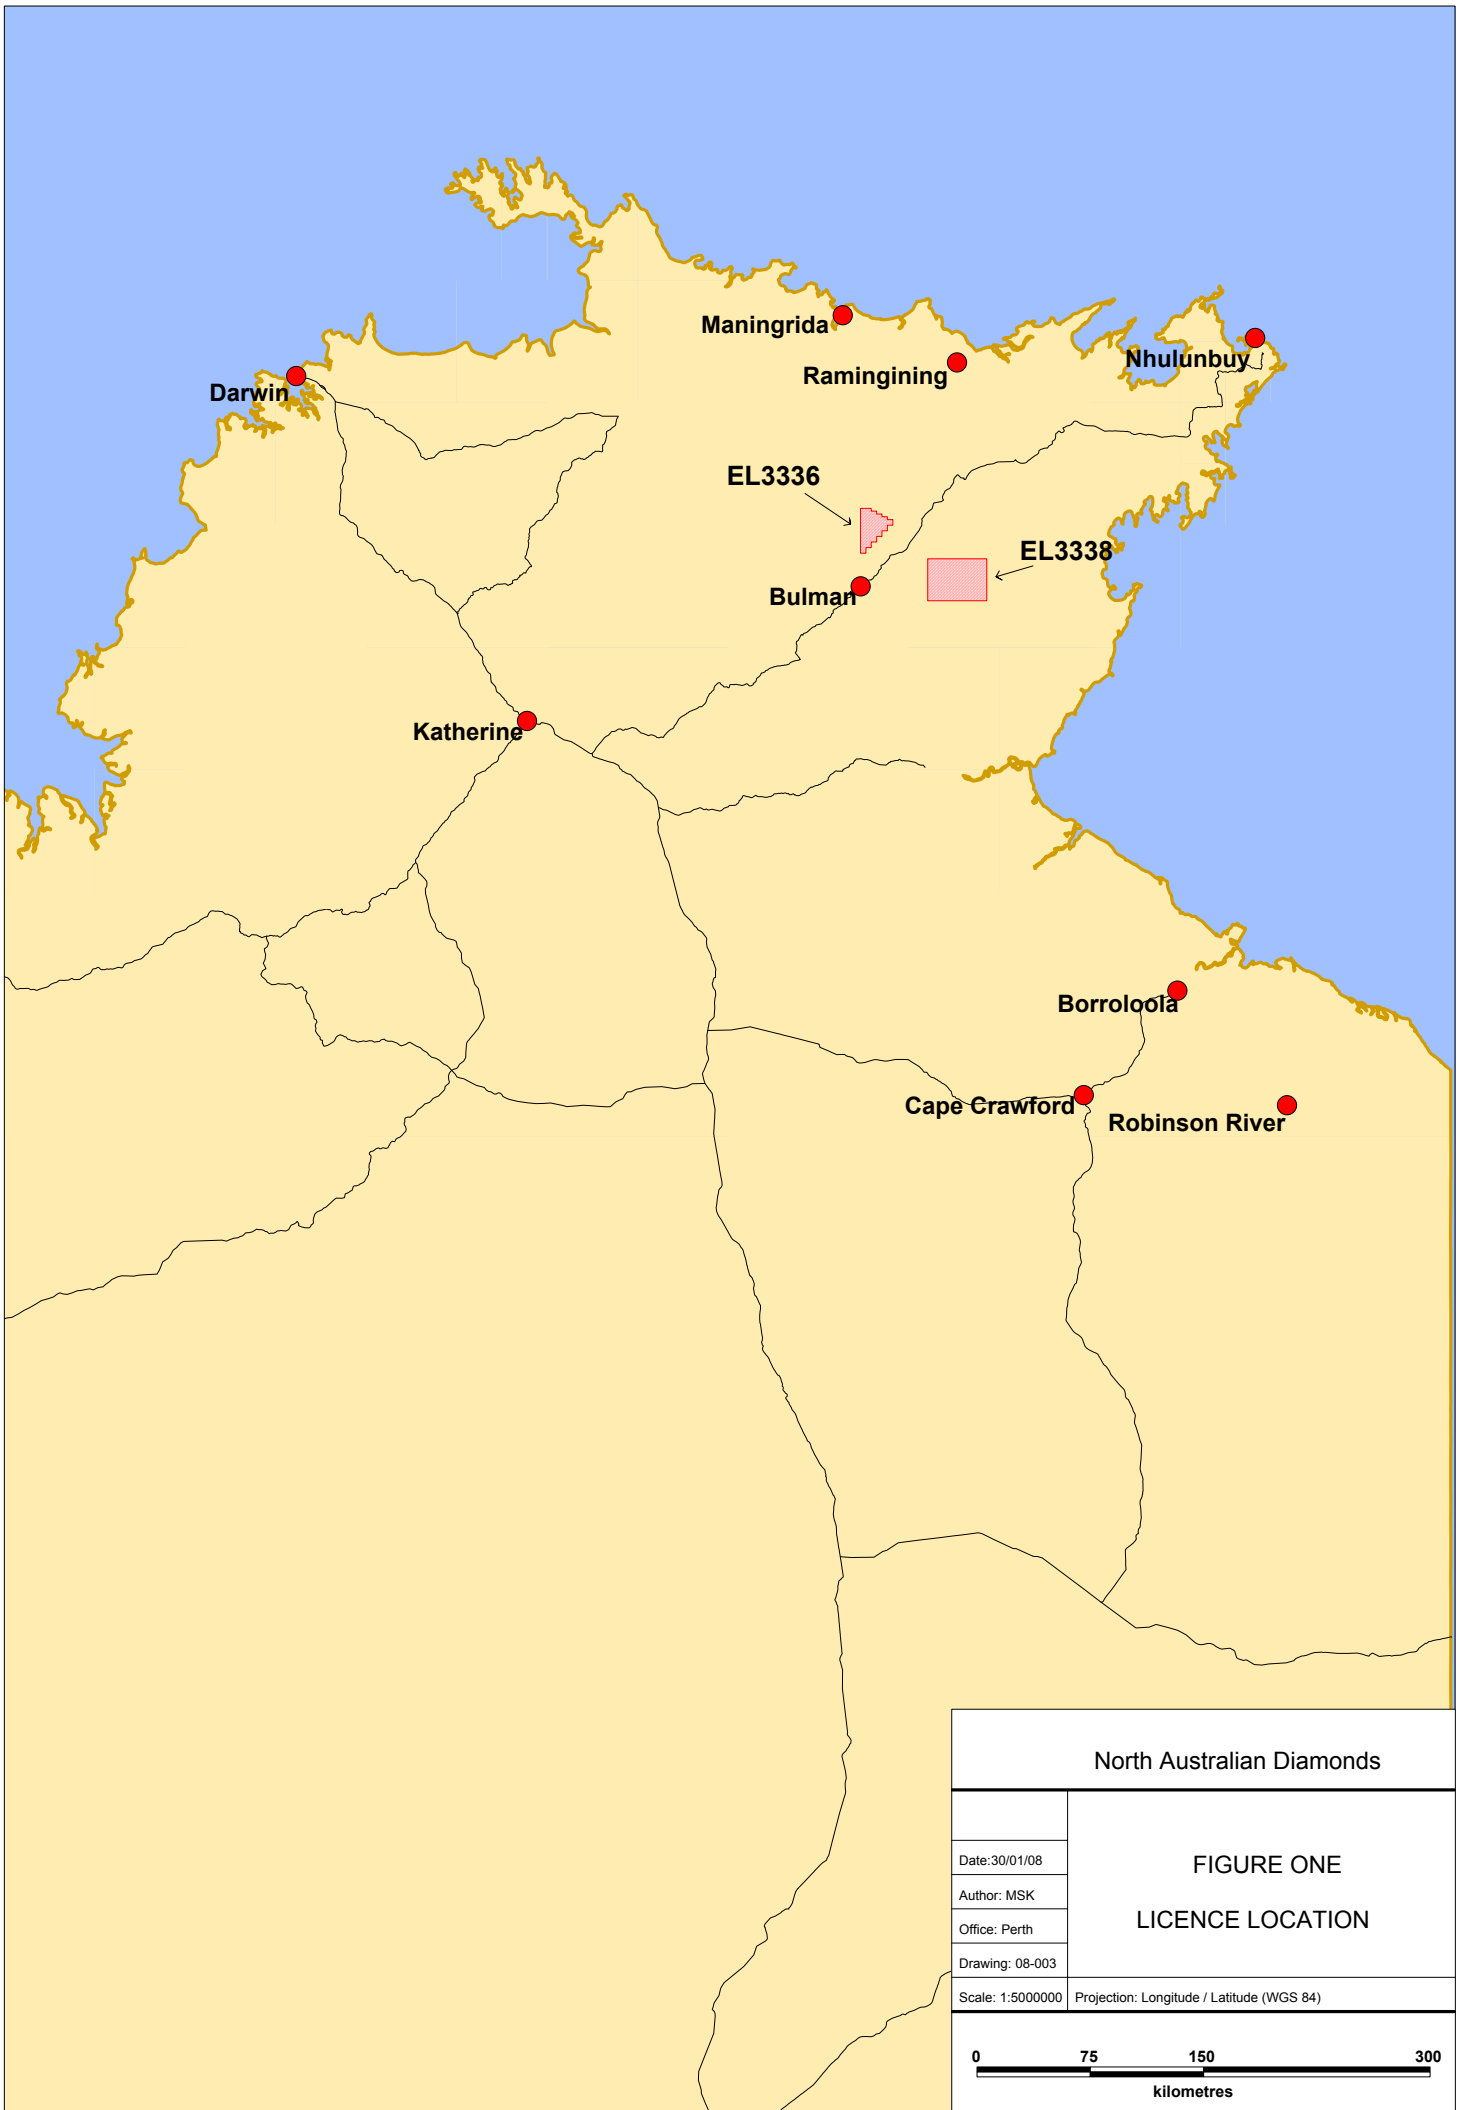 Maningrida
Ramingining
Nhulunbuy
Darwin
EL3336
EL3338
Bulman
Katherine
Borroloola
Cape Crawford
Robinson River
North Australian Diamonds
Date:30/01/08
Author: MSK
Office: Perth
Drawing: 08-003
Scale: 1:5000000
FIGURE ONE
LICENCE LOCATION
Projection: Longitude / Latitude (WGS 84)
0 75 150 300
kilometres